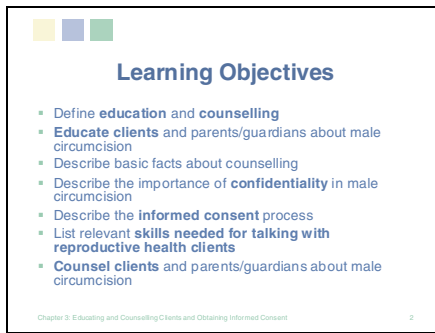 Learning Objectives
Define education and counselling
Educate clients and parents/guardians about male
circumcision
Describe basic facts about counselling
Describe the importance of confidentiality in male
circumcision
Describe the informed consent process
List relevant skills needed for talking with
reproductive health clients
Counsel clients and parents/guardians about male
circumcision
Chapter 3: Educating and Counselling Clients and Obtaining Informed Consent 2